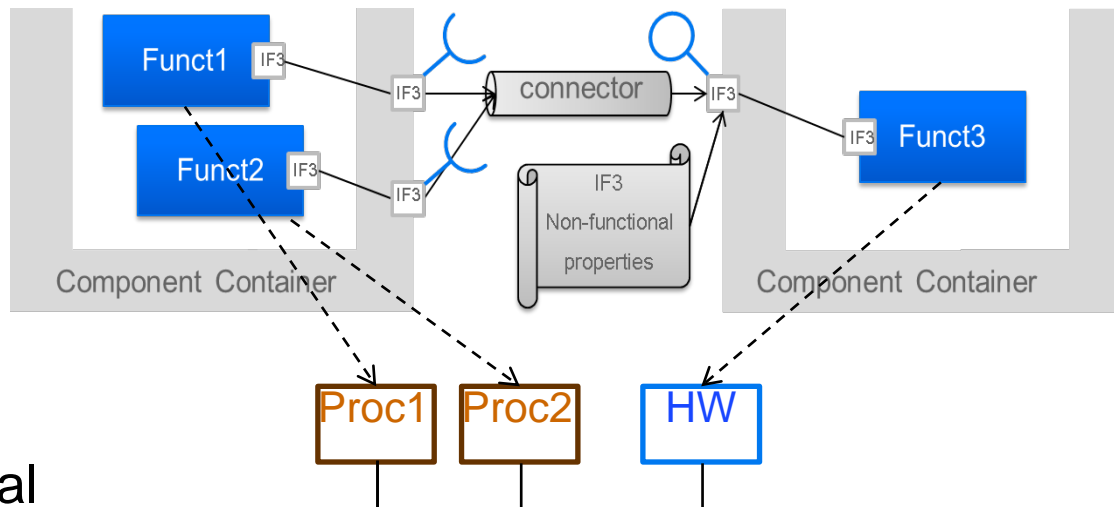 Funct1
IF3
IF3
connector
IF3
IF3
Funct3
Funct2
IF3
IF3
IF3
Non-functional
properties
Component Container
Component Container
Proc1
Proc2
HW
al